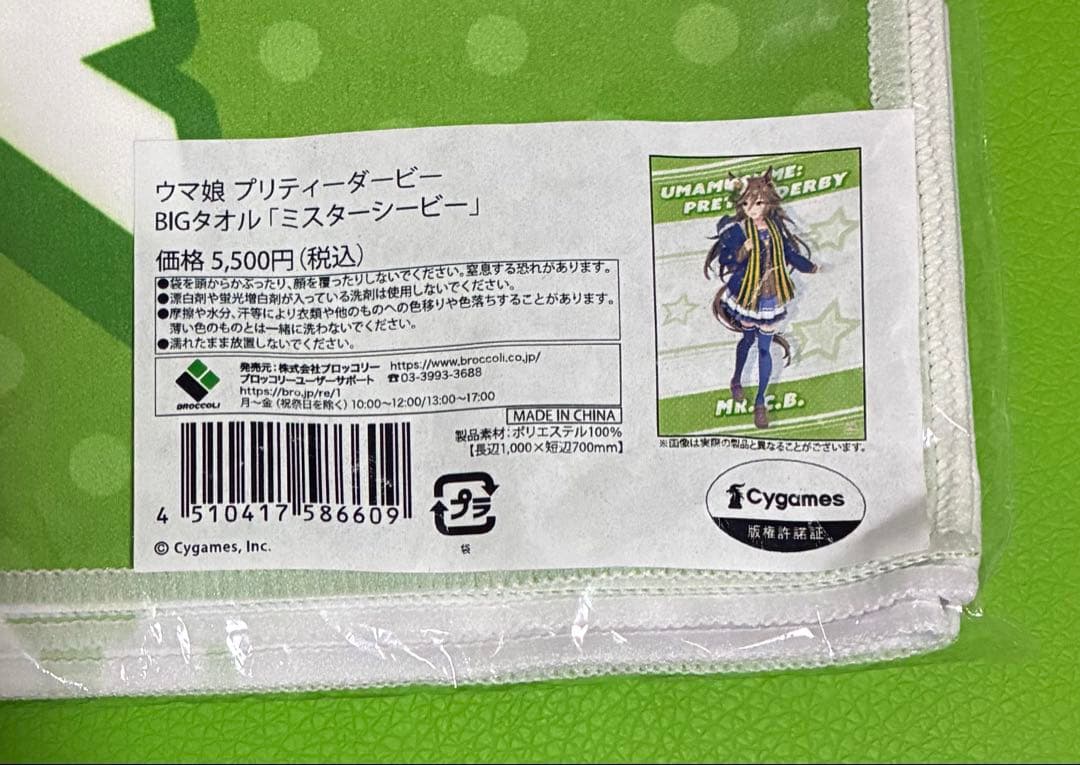 ウマ娘 プリティーダービー
BIGタオル「ミスターシービー」
価格 5,500円(税込)
●袋を頭からかぶったり、顔を覆ったりしないでください。窒息する恐れがあります。
●漂白剤や蛍光増白剤が入っている洗剤は使用しないでください。
●摩擦や水分、汗等により衣類や他のものへの色移りや色落ちすることがあります。
薄い色のものとは一緒に洗わないでください。
●濡れたまま放置しないでください。
BROCCOLI
発売元:株式会社ブロッコリー https://www.broccoli.co.jp/
ブロッコリーユーザーサポート ☎03-3993-3688
https://bro.jp/re/1
月～金(祝祭日を除く)10:00～12:00/13:00～17:00
MADE IN CHINA
製品素材:ポリエステル100%
【長辺1,000×短辺700mm】
4 510417 586609
プラ
袋
© Cygames, Inc.
UMAMUSUME:
PRETTY DERBY
MR. C.B.
※画像は実際の製品と異なることがございます。
Cygames
版権許諾証